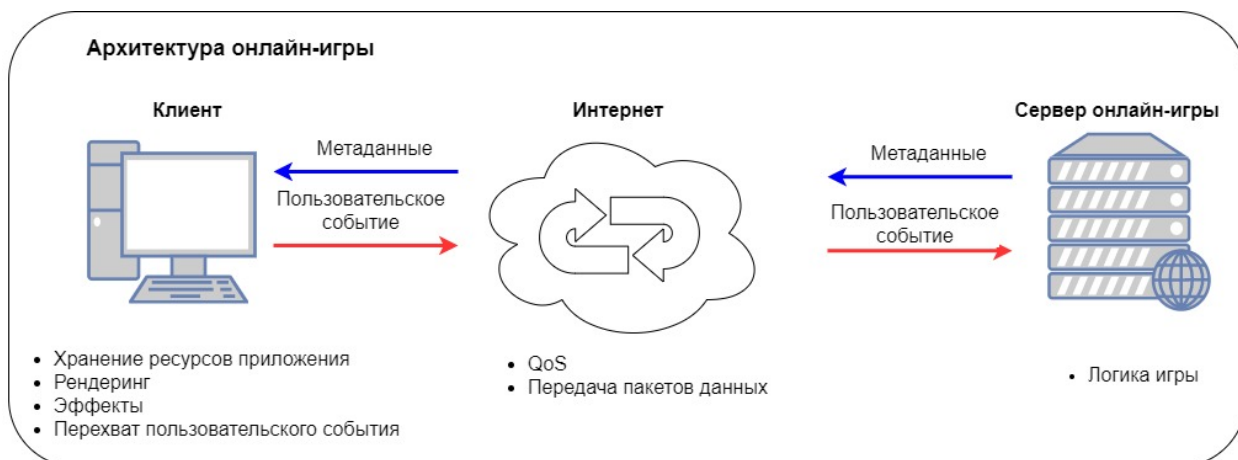 Архитектура онлайн-игры
Клиент
Интернет
Сервер онлайн-игры
Метаданные
Пользовательское
событие
Метаданные
Пользовательское
событие
• Хранение ресурсов приложения
• Рендеринг
• Эффекты
• Перехват пользовательского события
• QoS
• Передача пакетов данных
• Логика игры